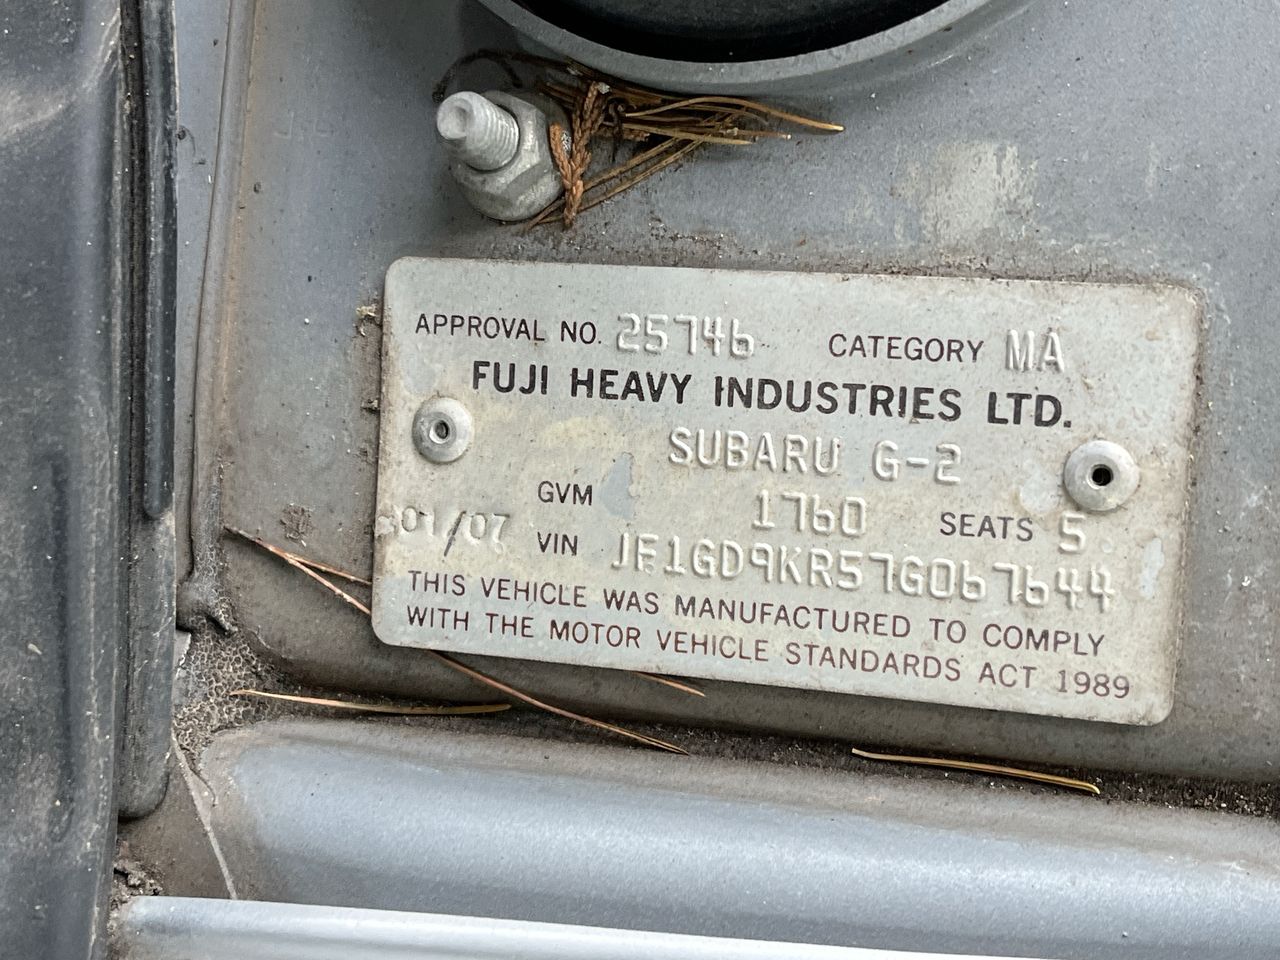 APPROVAL NO. 25746 CATEGORY MA
FUJI HEAVY INDUSTRIES LTD.
SUBARU G-2
GVM 1760 SEATS 5
01/07 VIN JF1GD9KR57G067644
THIS VEHICLE WAS MANUFACTURED TO COMPLY
WITH THE MOTOR VEHICLE STANDARDS ACT 1989